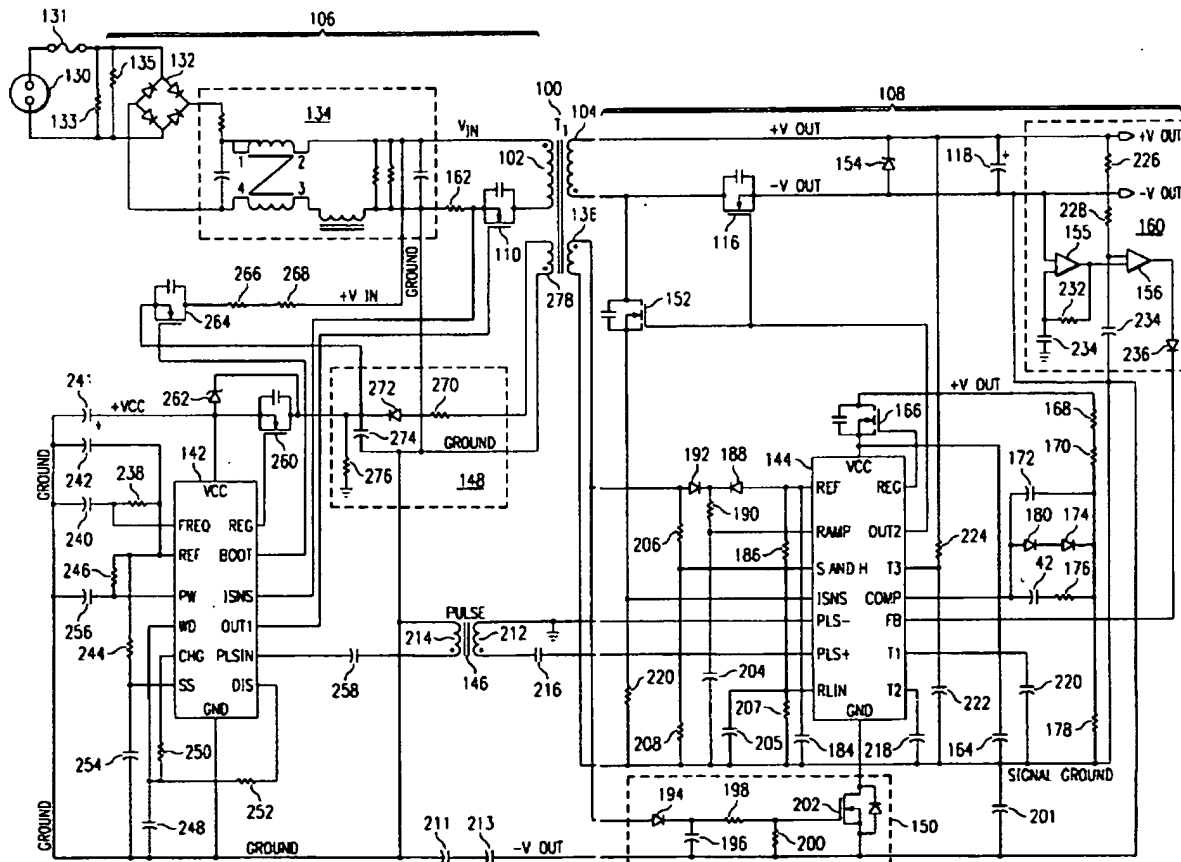 131
106
130
135
132
133
134
1 2
4 3
V IN
162
110
100
T1
102
104
136
278
108
+V OUT
-V OUT
154
118
116
152
+V OUT
-V OUT
226
228
160
155
156
232
234
234
236
GROUND
266 268
+V IN
264
241
+VCC
+
262
260
272
270
274
276
GROUND
148
GROUND
242
238
240
246
256
244
142
VCC
FREQ REG
REF BOOT
PW ISNS
WD OUT1
CHG PLSIN
SS DIS
GND
250
252
254
248
GROUND
GROUND
258
PULSE
214
212
146
216
211
213
-V OUT
192
188
190
206
186
208
220
204
205
207
184
144
VCC
REF REG
RAMP OUT2
S AND H T3
ISNS COMP
PLS- FB
PLS+ T1
RLIN T2
GND
166
+V OUT
168
170
172
180
174
42
176
224
222
220
218
164
178
SIGNAL GROUND
201
194
198
196
200
202
150